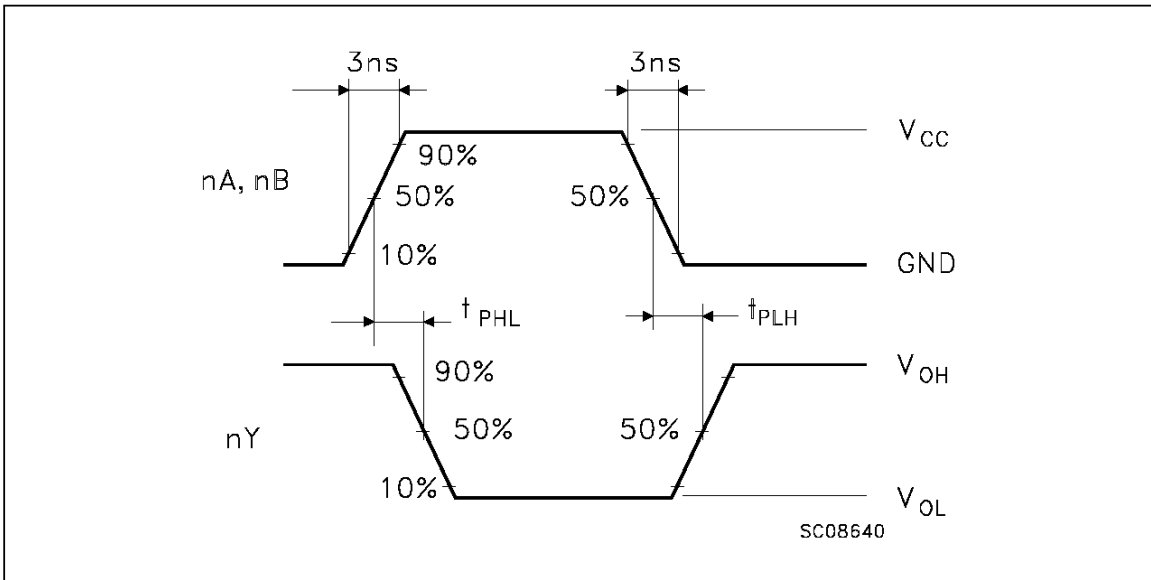 3ns 3ns
V CC
90%
nA, nB
50% 50%
10%
GND
t PHL t PLH
90%
V OH
50% 50%
nY
10%
V OL
SC08640